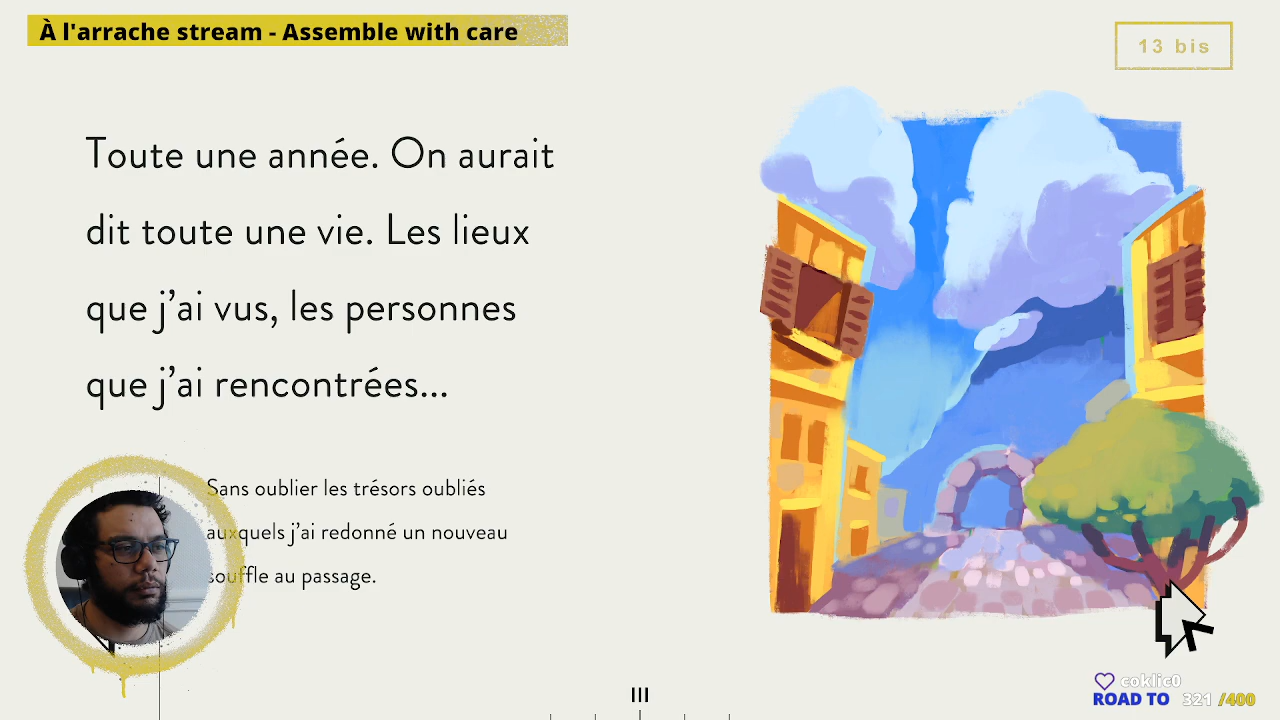 À l'arrache stream - Assemble with care
13 bis
Toute une année. On aurait
dit toute une vie. Les lieux
que j’ai vus, les personnes
que j’ai rencontrées...
Sans oublier les trésors oubliés
auxquels j’ai redonné un nouveau
souffle au passage.
III
coklic0
ROAD TO 321 /400